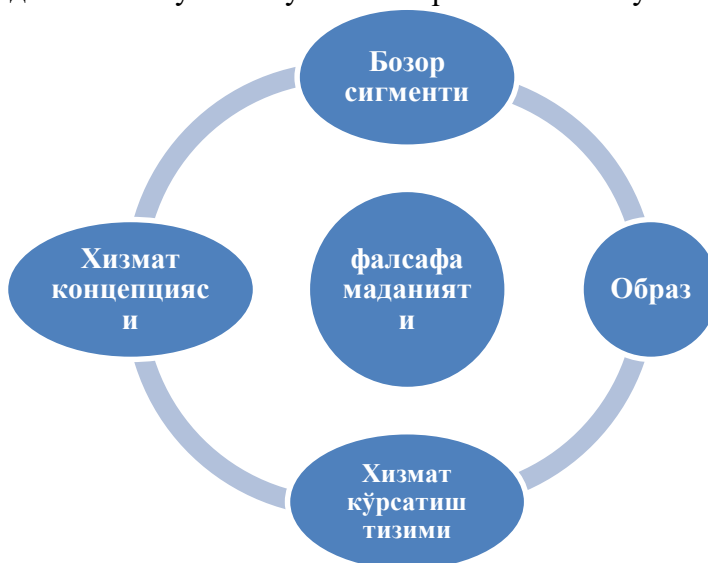 Бозор
сигменти
Хизмат
концепцияс
и
фалсафа
маданият
и
Образ
Хизмат
кўрсатиш
тизими